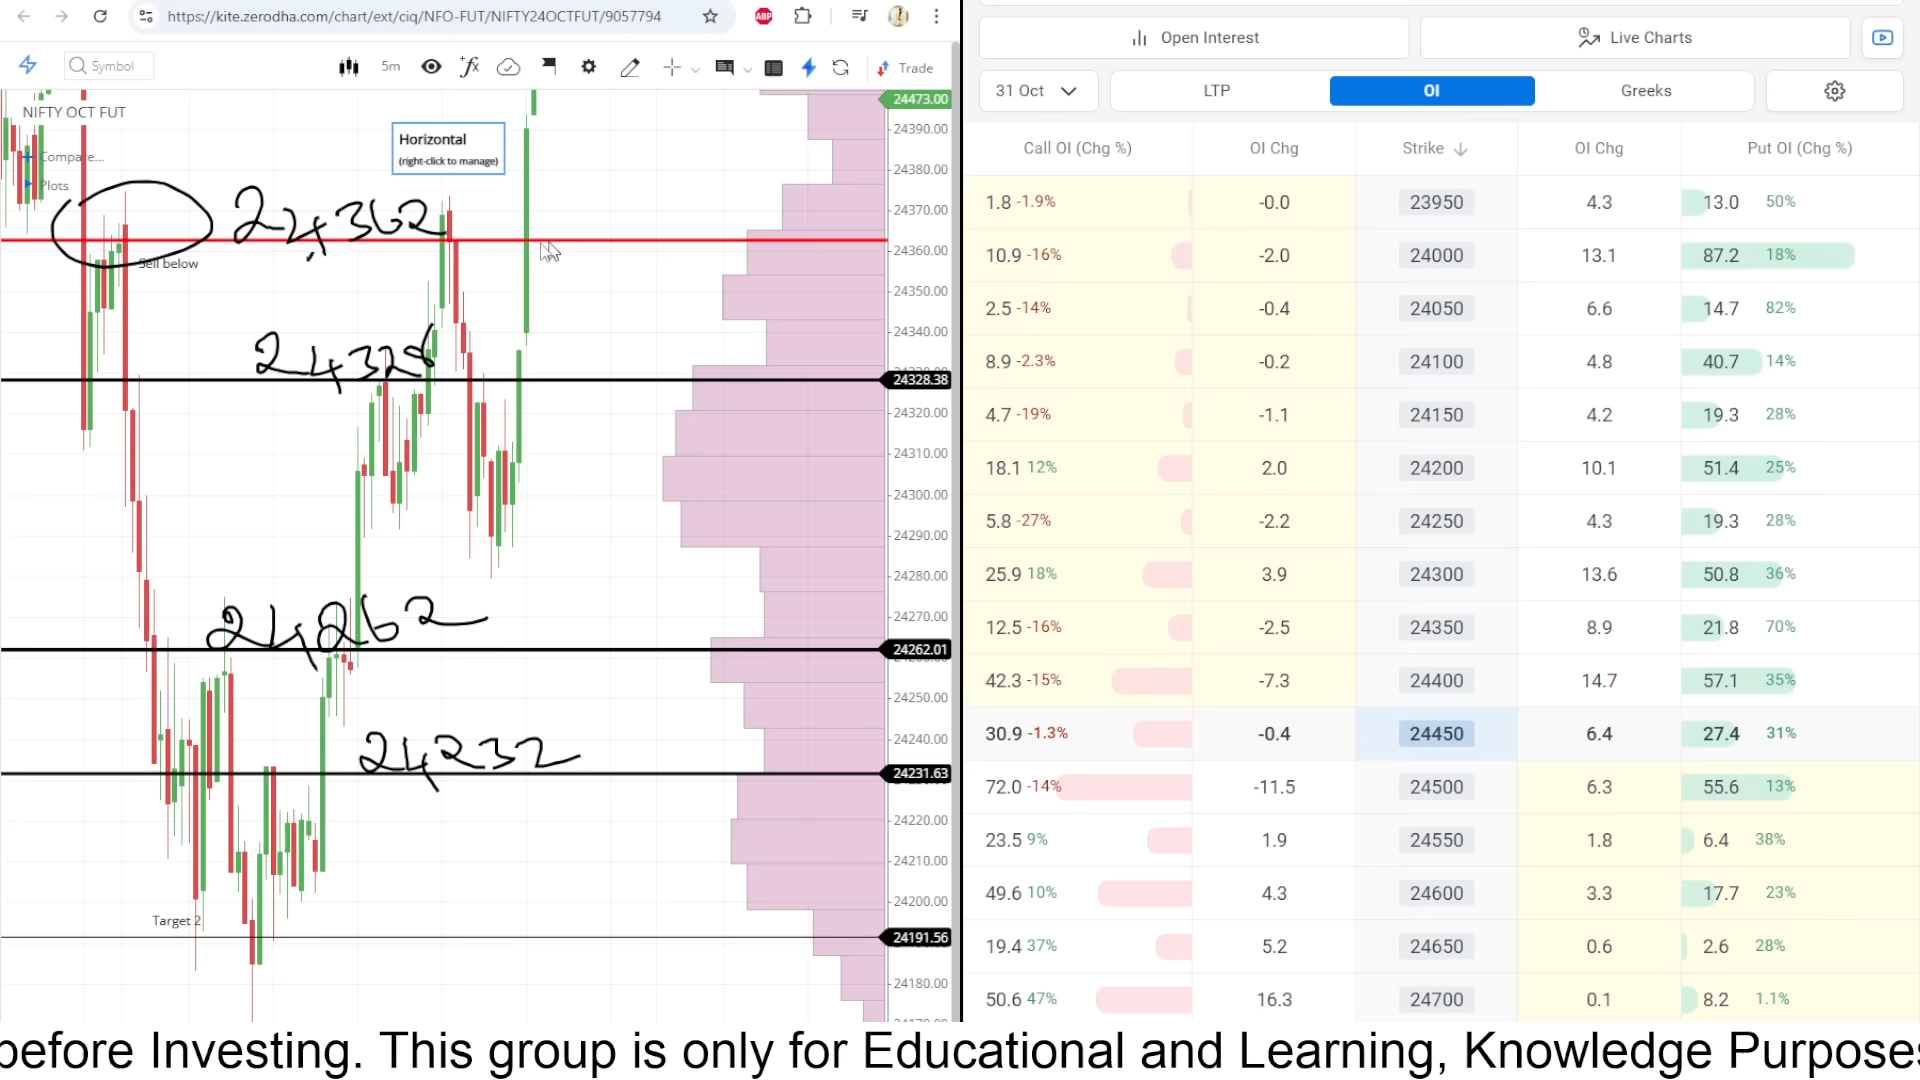 https://kite.zerodha.com/chart/ext/ciq/NFO-FUT/NIFTY24OCTFUT/9057794
ABP
Symbol
5m
Trade
NIFTY OCT FUT
Compare...
Plots
Horizontal
(right-click to manage)
24,362
Sell below
24328
24262
24232
Target 2
24473.00
24390.00
24380.00
24370.00
24360.00
24350.00
24340.00
24328.38
24320.00
24310.00
24300.00
24290.00
24280.00
24270.00
24262.01
24250.00
24240.00
24231.63
24220.00
24210.00
24200.00
24191.56
24180.00
Open Interest
Live Charts
31 Oct
LTP
OI
Greeks
Call OI (Chg %) OI Chg Strike ↓ OI Chg Put OI (Chg %)
1.8 -1.9% -0.0 23950 4.3 13.0 50%
10.9 -16% -2.0 24000 13.1 87.2 18%
2.5 -14% -0.4 24050 6.6 14.7 82%
8.9 -2.3% -0.2 24100 4.8 40.7 14%
4.7 -19% -1.1 24150 4.2 19.3 28%
18.1 12% 2.0 24200 10.1 51.4 25%
5.8 -27% -2.2 24250 4.3 19.3 28%
25.9 18% 3.9 24300 13.6 50.8 36%
12.5 -16% -2.5 24350 8.9 21.8 70%
42.3 -15% -7.3 24400 14.7 57.1 35%
30.9 -1.3% -0.4 24450 6.4 27.4 31%
72.0 -14% -11.5 24500 6.3 55.6 13%
23.5 9% 1.9 24550 1.8 6.4 38%
49.6 10% 4.3 24600 3.3 17.7 23%
19.4 37% 5.2 24650 0.6 2.6 28%
50.6 47% 16.3 24700 0.1 8.2 1.1%
before Investing. This group is only for Educational and Learning, Knowledge Purposes